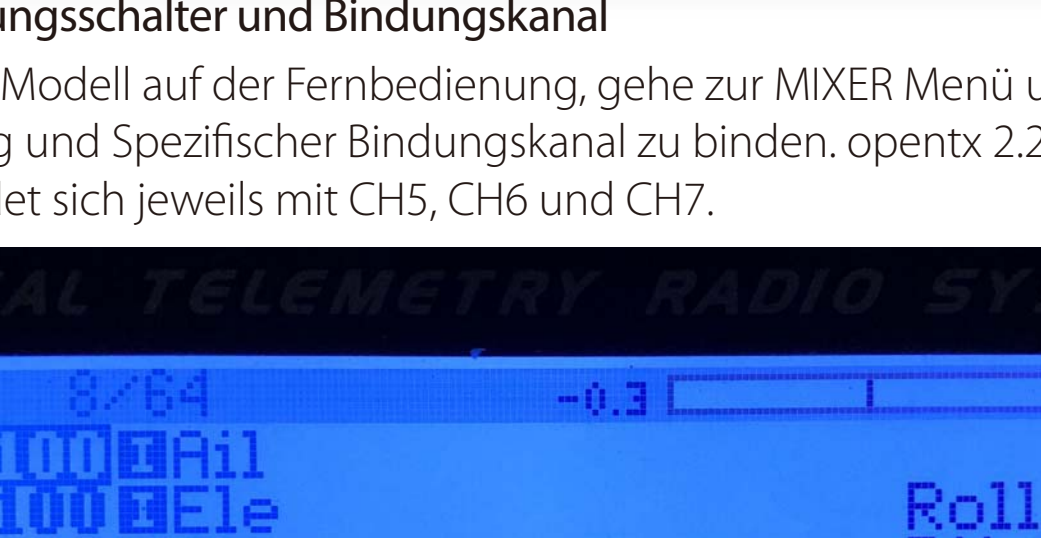 ungsschalter und Bindungskanal
Modell auf der Fernbedienung, gehe zur MIXER Menü u
g und Spezifischer Bindungskanal zu binden. opentx 2.2
det sich jeweils mit CH5, CH6 und CH7.
AL TELEMETRY RADIO SY
8/64 -0.3
100 I Ail
100 I Ele
Roll